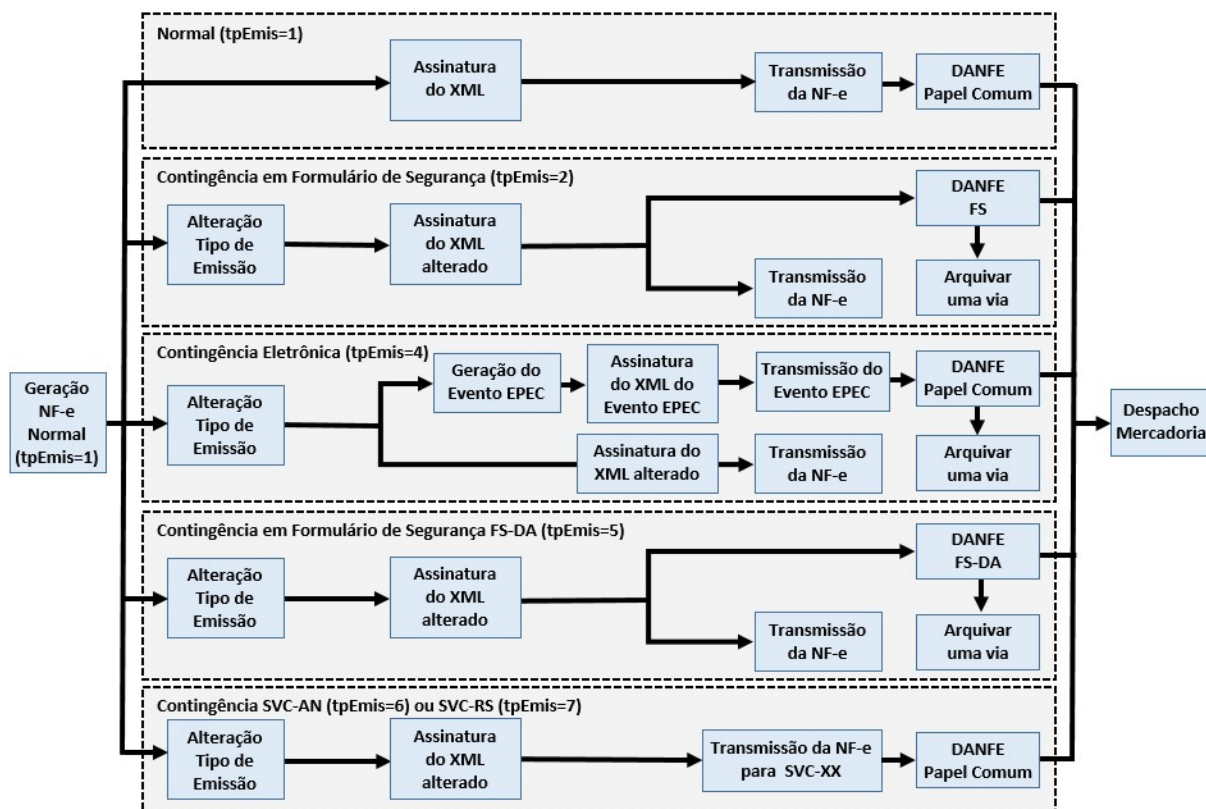 Geração
NF-e
Normal
(tpEmis=1)
Normal (tpEmis=1)
Assinatura
do XML
Transmissão
da NF-e
DANFE
Papel Comum
Contingência em Formulário de Segurança (tpEmis=2)
Alteração
Tipo de
Emissão
Assinatura
do XML
alterado
DANFE
FS
Transmissão
da NF-e
Arquivar
uma via
Contingência Eletrônica (tpEmis=4)
Alteração
Tipo de
Emissão
Geração do
Evento EPEC
Assinatura
do XML do
Evento EPEC
Transmissão do
Evento EPEC
DANFE
Papel Comum
Assinatura do
XML alterado
Transmissão
da NF-e
Arquivar
uma via
Contingência em Formulário de Segurança FS-DA (tpEmis=5)
Alteração
Tipo de
Emissão
Assinatura
do XML
alterado
DANFE
FS-DA
Transmissão
da NF-e
Arquivar
uma via
Contingência SVC-AN (tpEmis=6) ou SVC-RS (tpEmis=7)
Alteração
Tipo de
Emissão
Assinatura
do XML
alterado
Transmissão da NF-e
para SVC-XX
DANFE
Papel Comum
Despacho
Mercadoria